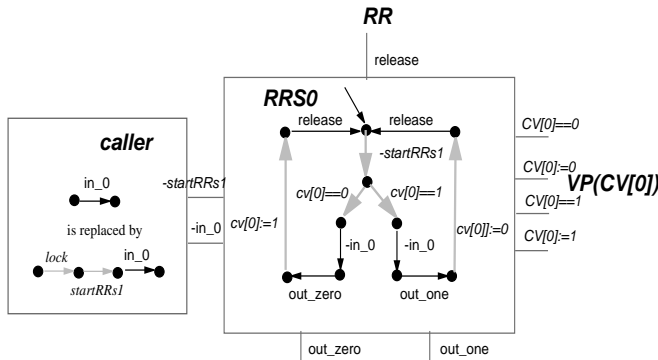 RR
release
RRS0
release
release
caller
-startRRs1
CV[0]==0
in_0
-startRRs1
cv[0]==0
cv[0]==1
CV[0]:=0
VP(CV[0])
CV[0]==1
is replaced by
-in_0
cv[0]:=1
-in_0
-in_0
cv[0]]:=0
CV[0]:=1
lock
in_0
startRRs1
out_zero
out_one
out_zero
out_one